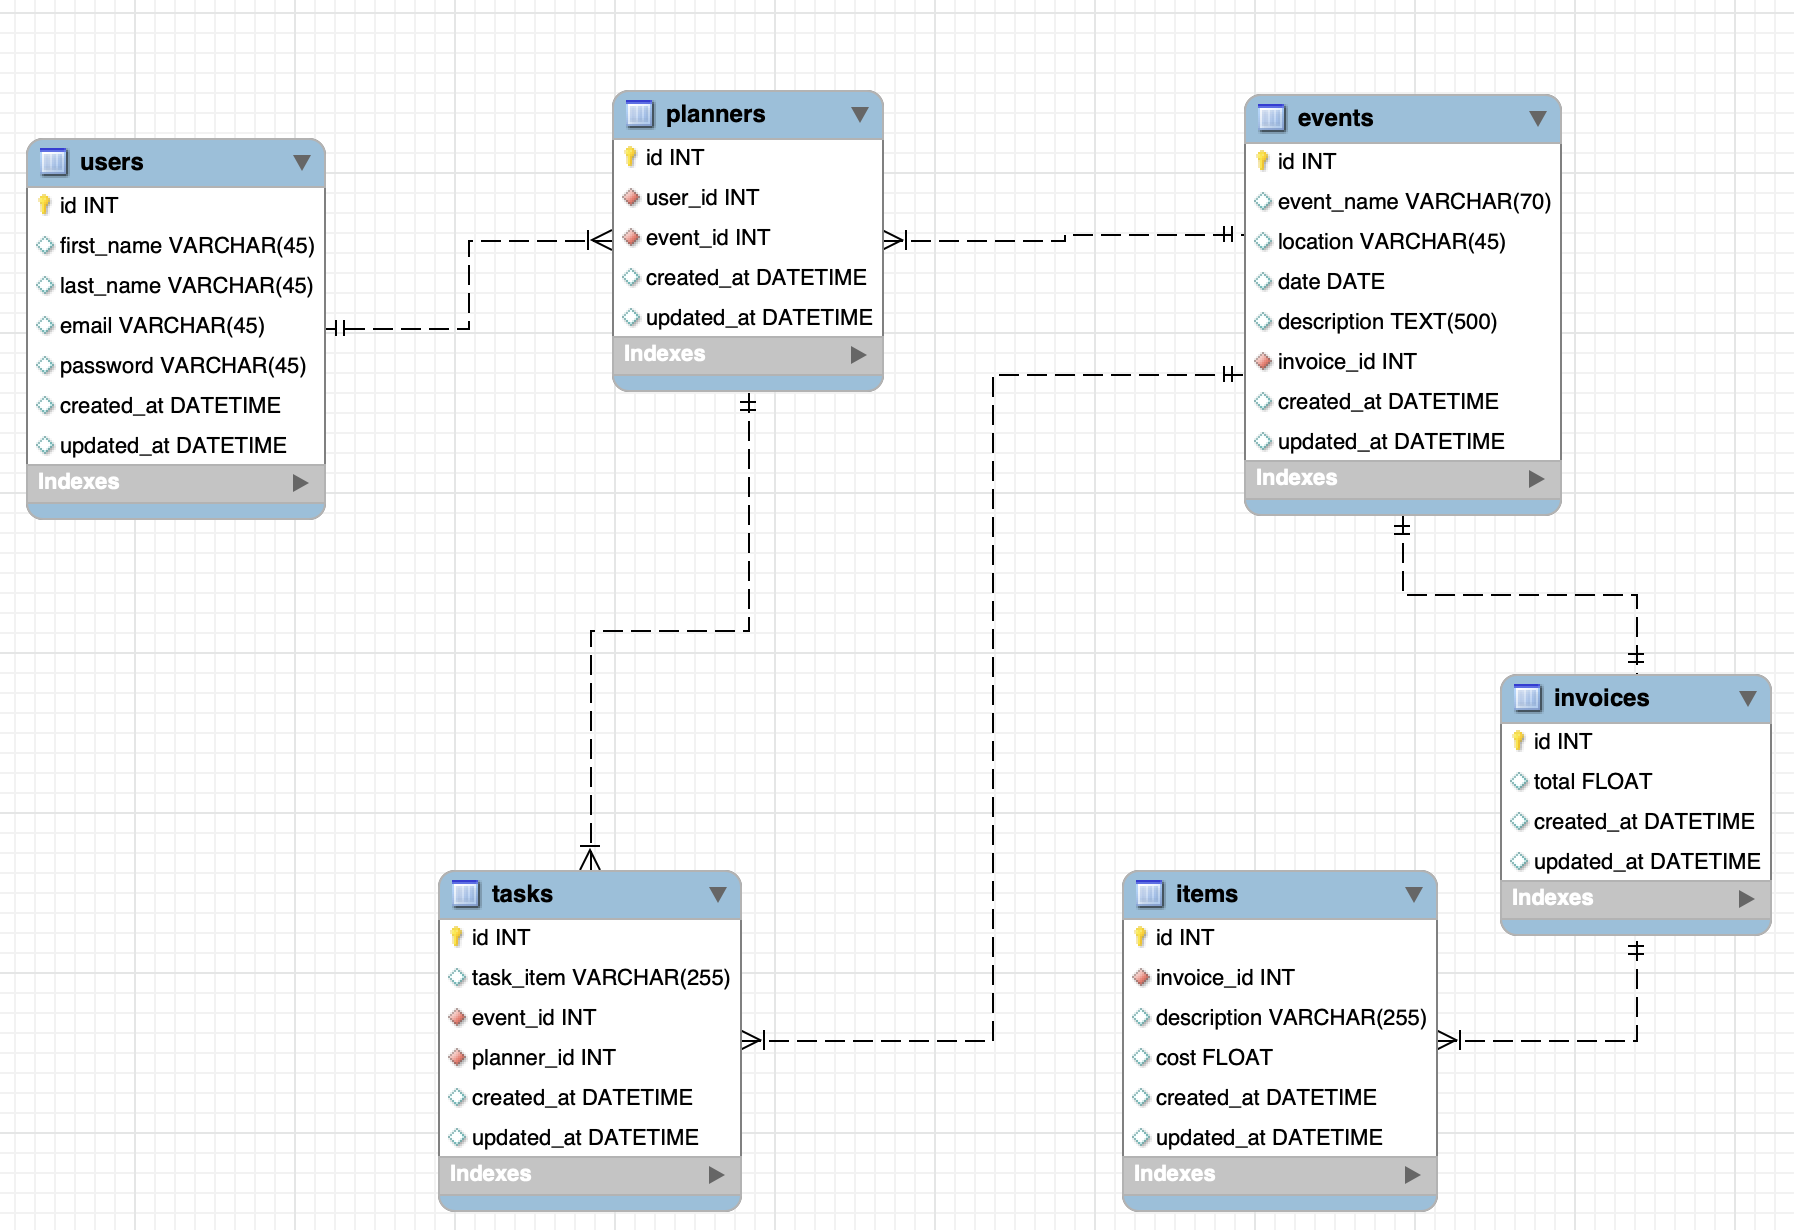 users
id INT
first_name VARCHAR(45)
last_name VARCHAR(45)
email VARCHAR(45)
password VARCHAR(45)
created_at DATETIME
updated_at DATETIME
Indexes
planners
id INT
user_id INT
event_id INT
created_at DATETIME
updated_at DATETIME
Indexes
events
id INT
event_name VARCHAR(70)
location VARCHAR(45)
date DATE
description TEXT(500)
invoice_id INT
created_at DATETIME
updated_at DATETIME
Indexes
invoices
id INT
total FLOAT
created_at DATETIME
updated_at DATETIME
Indexes
tasks
id INT
task_item VARCHAR(255)
event_id INT
planner_id INT
created_at DATETIME
updated_at DATETIME
Indexes
items
id INT
invoice_id INT
description VARCHAR(255)
cost FLOAT
created_at DATETIME
updated_at DATETIME
Indexes